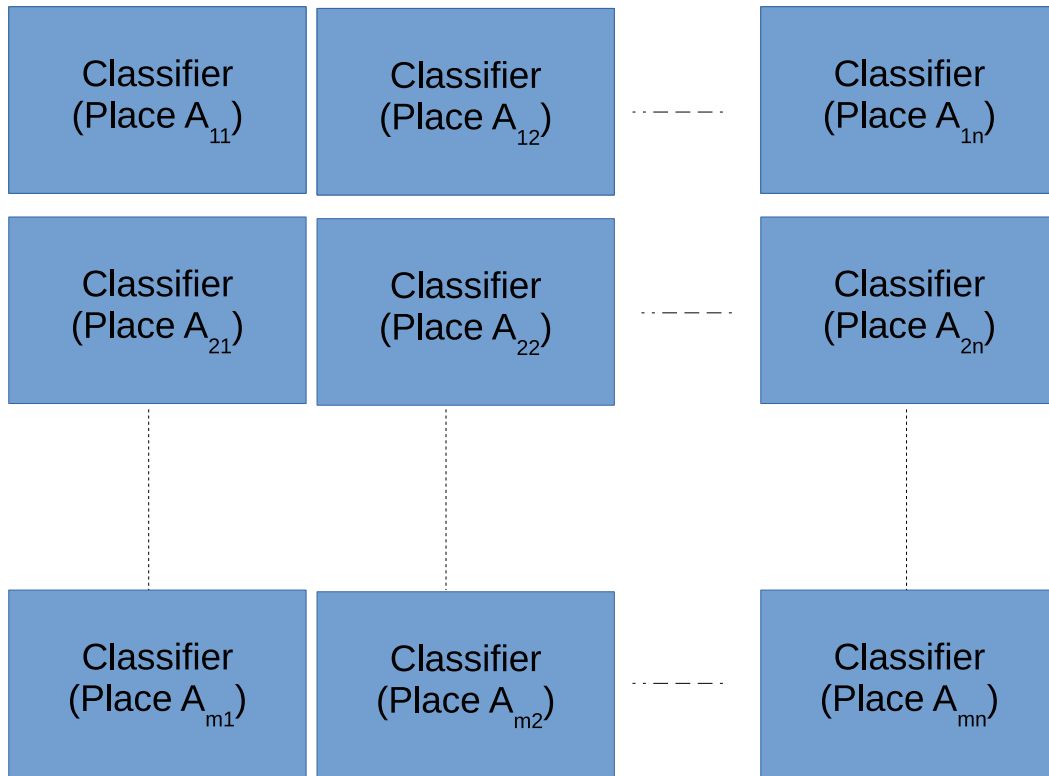 Classifier
(Place A₁₁)
Classifier
(Place A₁₂)
Classifier
(Place A₁ₙ)
Classifier
(Place A₂₁)
Classifier
(Place A₂₂)
Classifier
(Place A₂ₙ)
Classifier
(Place Aₘ₁)
Classifier
(Place Aₘ₂)
Classifier
(Place Aₘₙ)